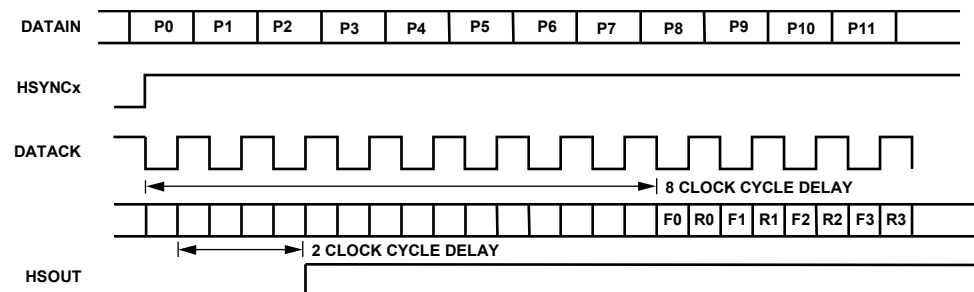 DATAIN P0 P1 P2 P3 P4 P5 P6 P7 P8 P9 P10 P11
HSYNCx
DATACK
8 CLOCK CYCLE DELAY
F0 R0 F1 R1 F2 R2 F3 R3
2 CLOCK CYCLE DELAY
HSOUT